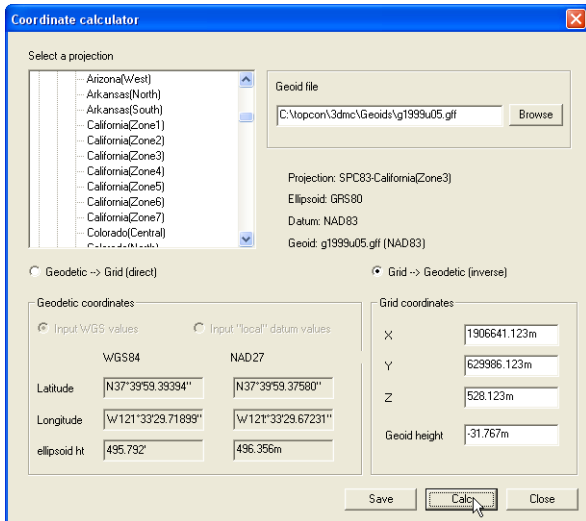 Coordinate calculator
Select a projection
Arizona(West)
Arkansas(North)
Arkansas(South)
California(Zone1)
California(Zone2)
California(Zone3)
California(Zone4)
California(Zone5)
California(Zone6)
California(Zone7)
Colorado(Central)
Colorado(North)
Geoid file
C:\topcon\3dmc\Geoids\g1999u05.gff
Browse
Projection: SPC83-California(Zone3)
Ellipsoid: GRS80
Datum: NAD83
Geoid: g1999u05.gff (NAD83)
Geodetic --> Grid (direct)
Grid --> Geodetic (inverse)
Geodetic coordinates
Input WGS values
Input "local" datum values
WGS84
NAD27
Latitude
N37°39'59.39394"
N37°39'59.37580"
Longitude
W121°33'29.71899"
W121°33'29.67231"
ellipsoid ht
495.792'
496.356m
Grid coordinates
X
1906641.123m
Y
629986.123m
Z
528.123m
Geoid height
-31.767m
Save
Calc
Close